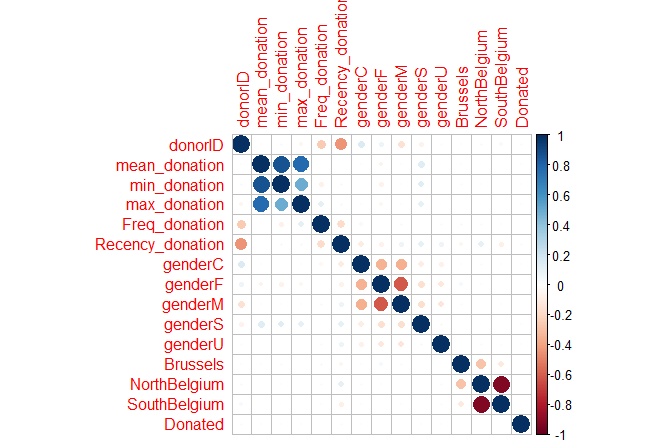 donorID
mean_donation
min_donation
max_donation
Freq_donation
Recency_donation
genderC
genderF
genderM
genderS
genderU
Brussels
NorthBelgium
SouthBelgium
Donated
donorID
mean_donation
min_donation
max_donation
Freq_donation
Recency_donation
genderC
genderF
genderM
genderS
genderU
Brussels
NorthBelgium
SouthBelgium
Donated
1
0.8
0.6
0.4
0.2
0
-0.2
-0.4
-0.6
-0.8
-1